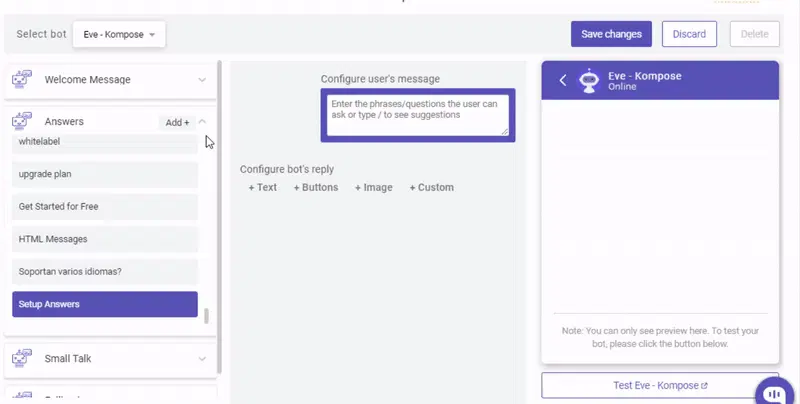 Select bot
Eve - Kompose
Save changes
Discard
Delete
Welcome Message
Answers
Add +
whitelabel
upgrade plan
Get Started for Free
HTML Messages
Soportan varios idiomas?
Setup Answers
Small Talk
Configure user's message
Enter the phrases/questions the user can
ask or type / to see suggestions
Configure bot's reply
+ Text + Buttons + Image + Custom
Eve - Kompose
Online
Note: You can only see preview here. To test your
bot, please click the button below.
Test Eve - Kompose